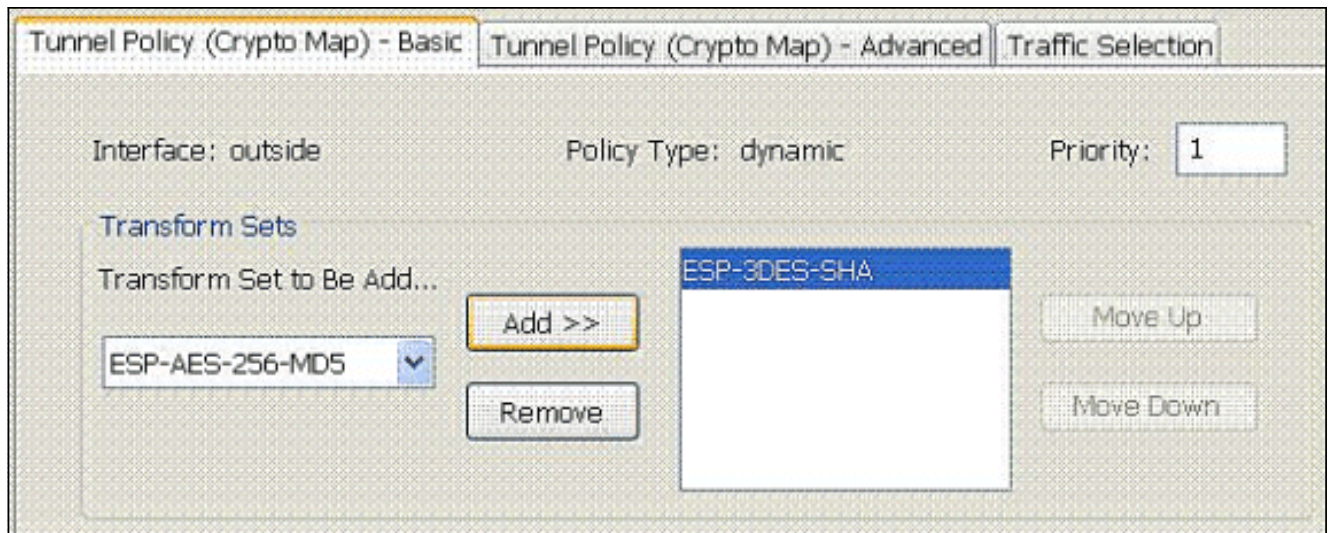 Tunnel Policy (Crypto Map) - Basic
Tunnel Policy (Crypto Map) - Advanced
Traffic Selection
Interface: outside
Policy Type: dynamic
Priority: 1
Transform Sets
Transform Set to Be Add...
ESP-AES-256-MD5
Add >>
Remove
ESP-3DES-SHA
Move Up
Move Down